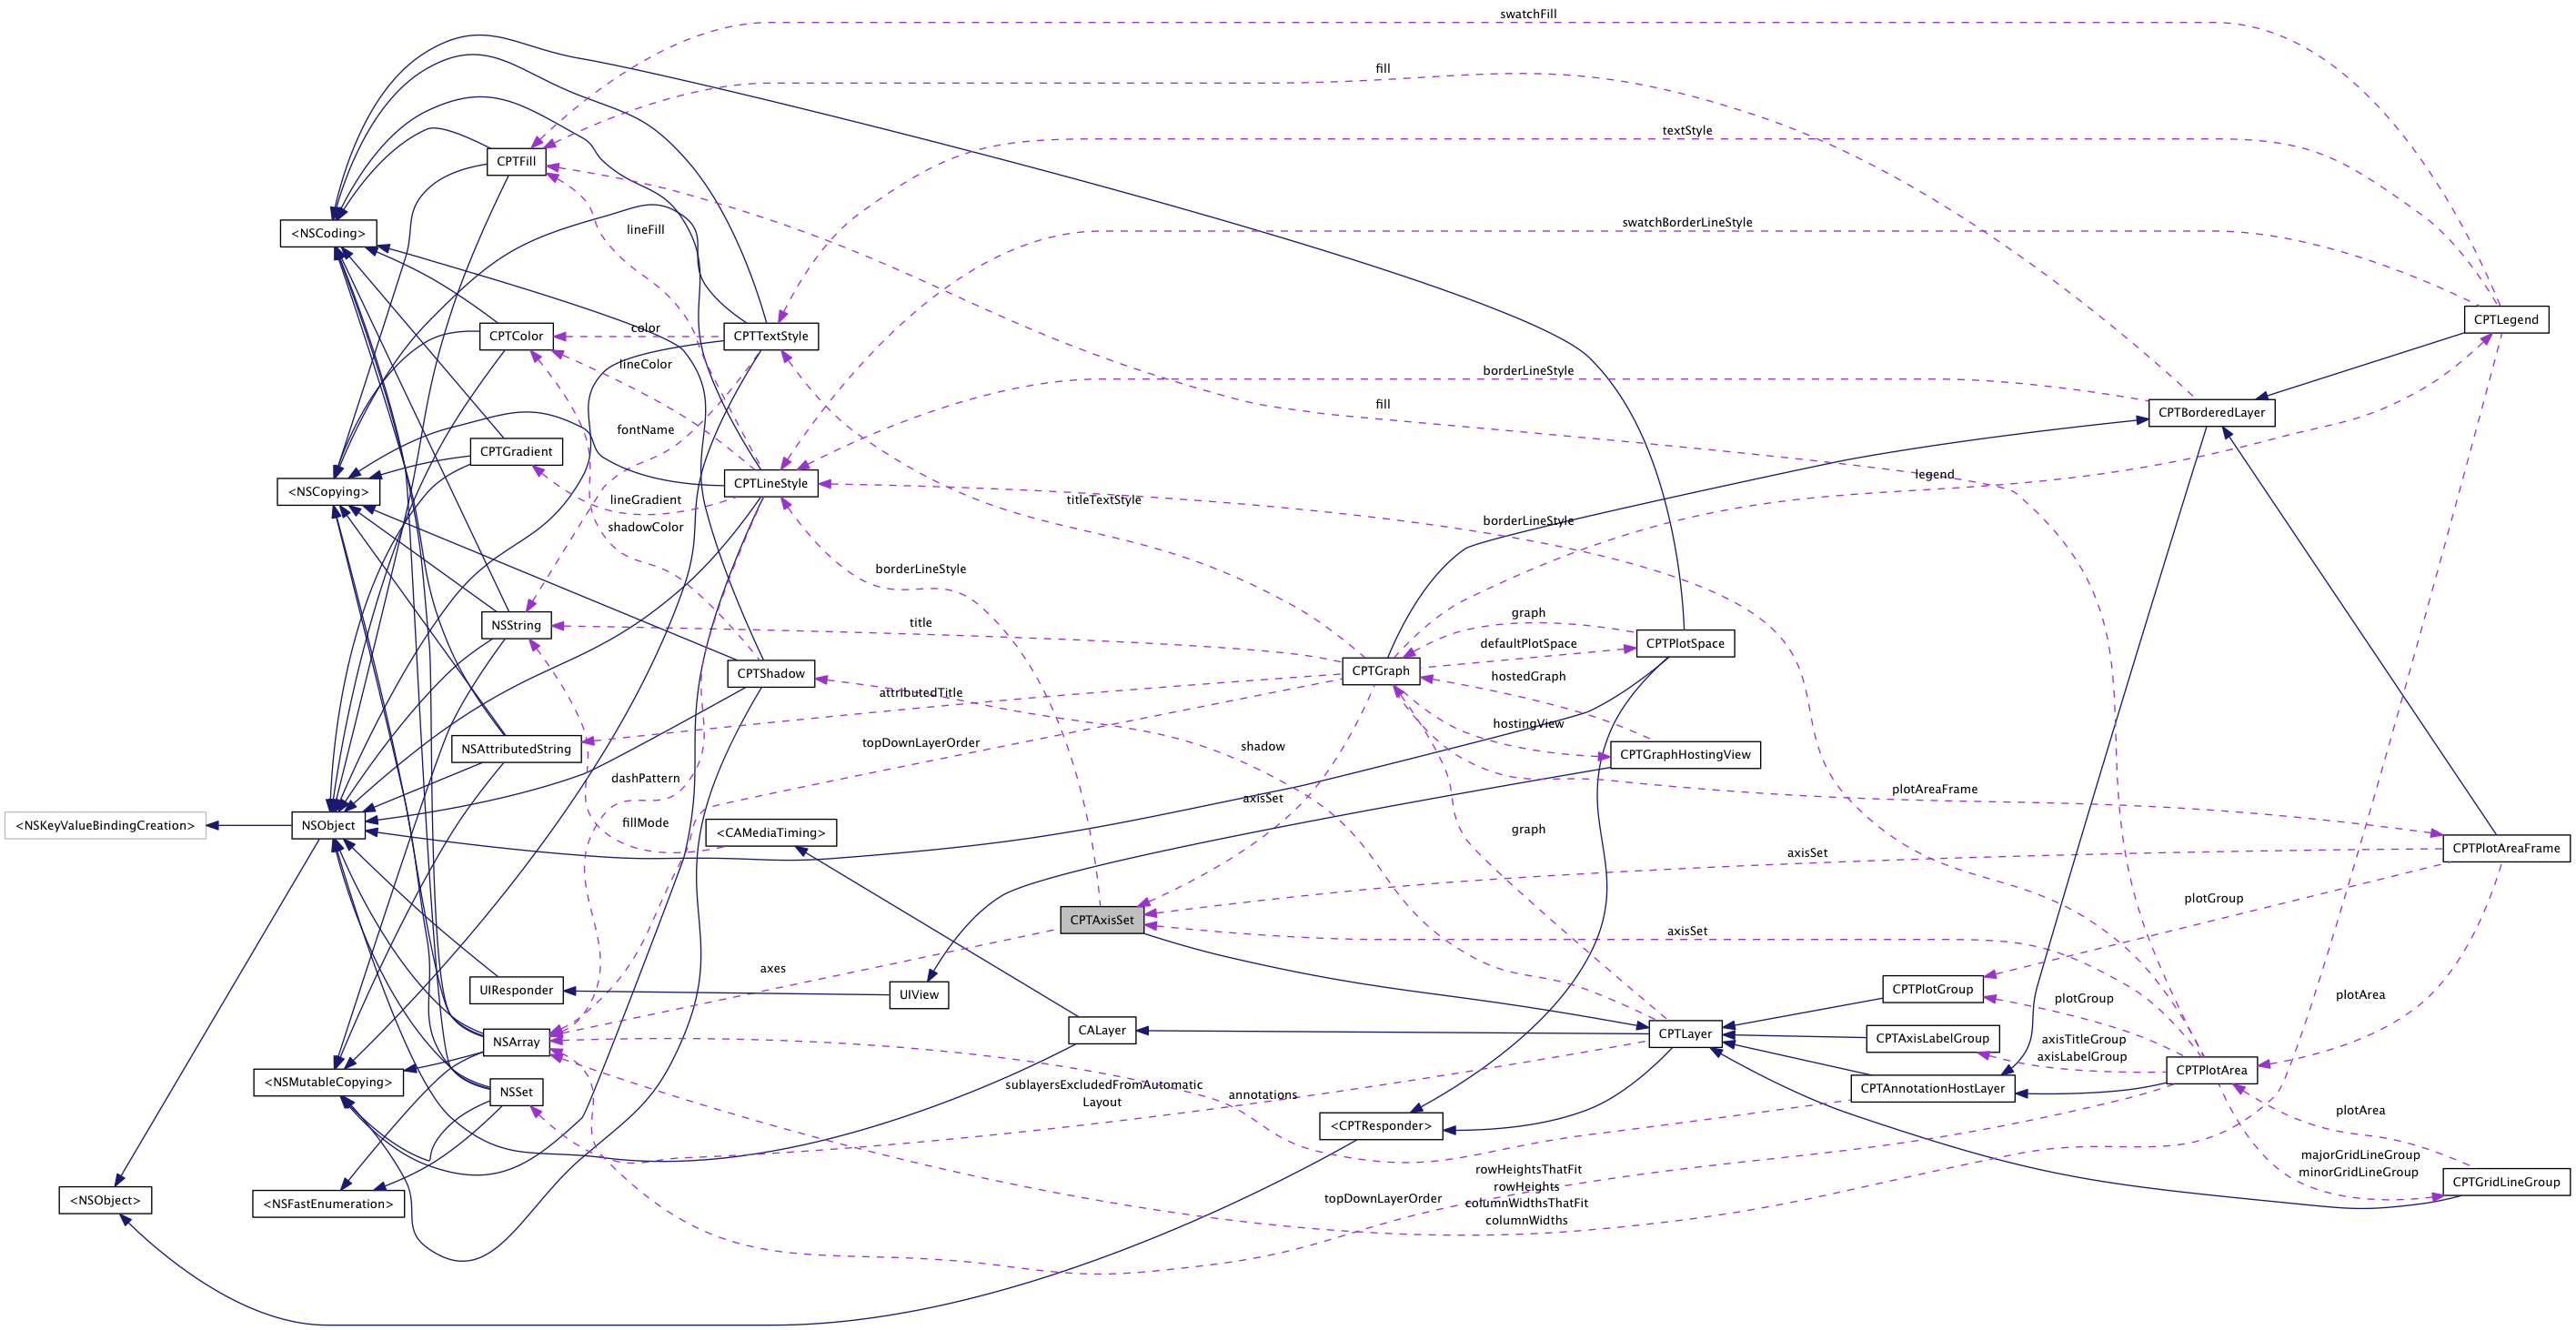 swatchFill
fill
textStyle
CPTFill
swatchBorderLineStyle
lineFill
<NSCoding>
CPTLegend
color
CPTColor
CPTTextStyle
lineColor
borderLineStyle
fill
CPTBorderedLayer
fontName
CPTGradient
legend
CPTLineStyle
<NSCopying>
lineGradient
titleTextStyle
shadowColor
borderLineStyle
borderLineStyle
graph
NSString
title
defaultPlotSpace
CPTPlotSpace
CPTShadow
CPTGraph
hostedGraph
attributedTitle
hostingView
NSAttributedString
topDownLayerOrder
shadow
CPTGraphHostingView
dashPattern
plotAreaFrame
axisSet
<NSKeyValueBindingCreation>
NSObject
fillMode
<CAMediaTiming>
graph
axisSet
CPTPlotAreaFrame
plotGroup
CPTAxisSet
axisSet
axes
UIResponder
UIView
CPTPlotGroup
plotGroup
plotArea
NSArray
CALayer
CPTLayer
CPTAxisLabelGroup
axisTitleGroup
axisLabelGroup
CPTPlotArea
<NSMutableCopying>
NSSet
sublayersExcludedFromAutomatic
Layout
annotations
CPTAnnotationHostLayer
plotArea
<CPTResponder>
majorGridLineGroup
minorGridLineGroup
CPTGridLineGroup
<NSObject>
<NSFastEnumeration>
topDownLayerOrder
rowHeightsThatFit
rowHeights
columnWidthsThatFit
columnWidths